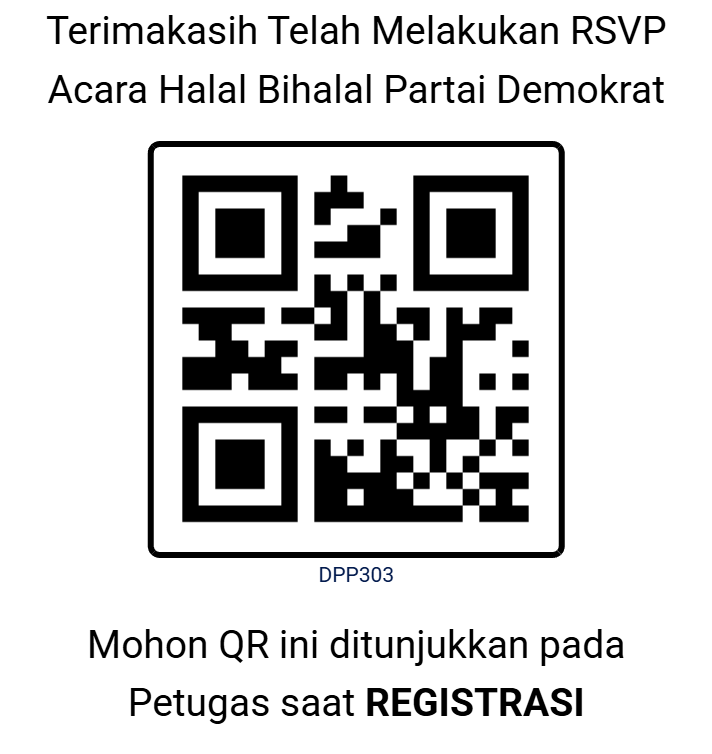 Terimakasih Telah Melakukan RSVP
Acara Halal Bihalal Partai Demokrat
DPP303
Mohon QR ini ditunjukkan pada
Petugas saat REGISTRASI